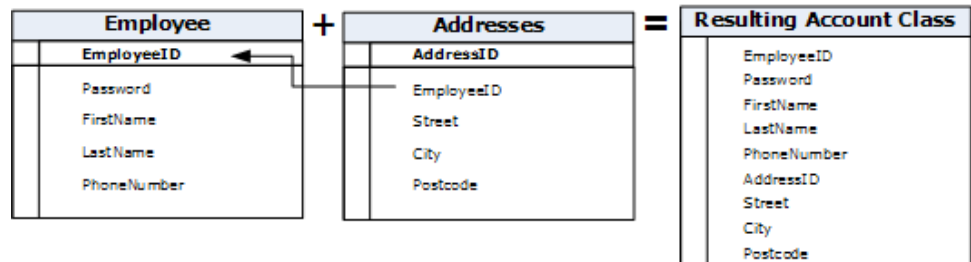 Employee
EmployeeID
Password
FirstName
LastName
PhoneNumber
+
Addresses
AddressID
EmployeeID
Street
City
Postcode
=
Resulting Account Class
EmployeeID
Password
FirstName
LastName
PhoneNumber
AddressID
Street
City
Postcode